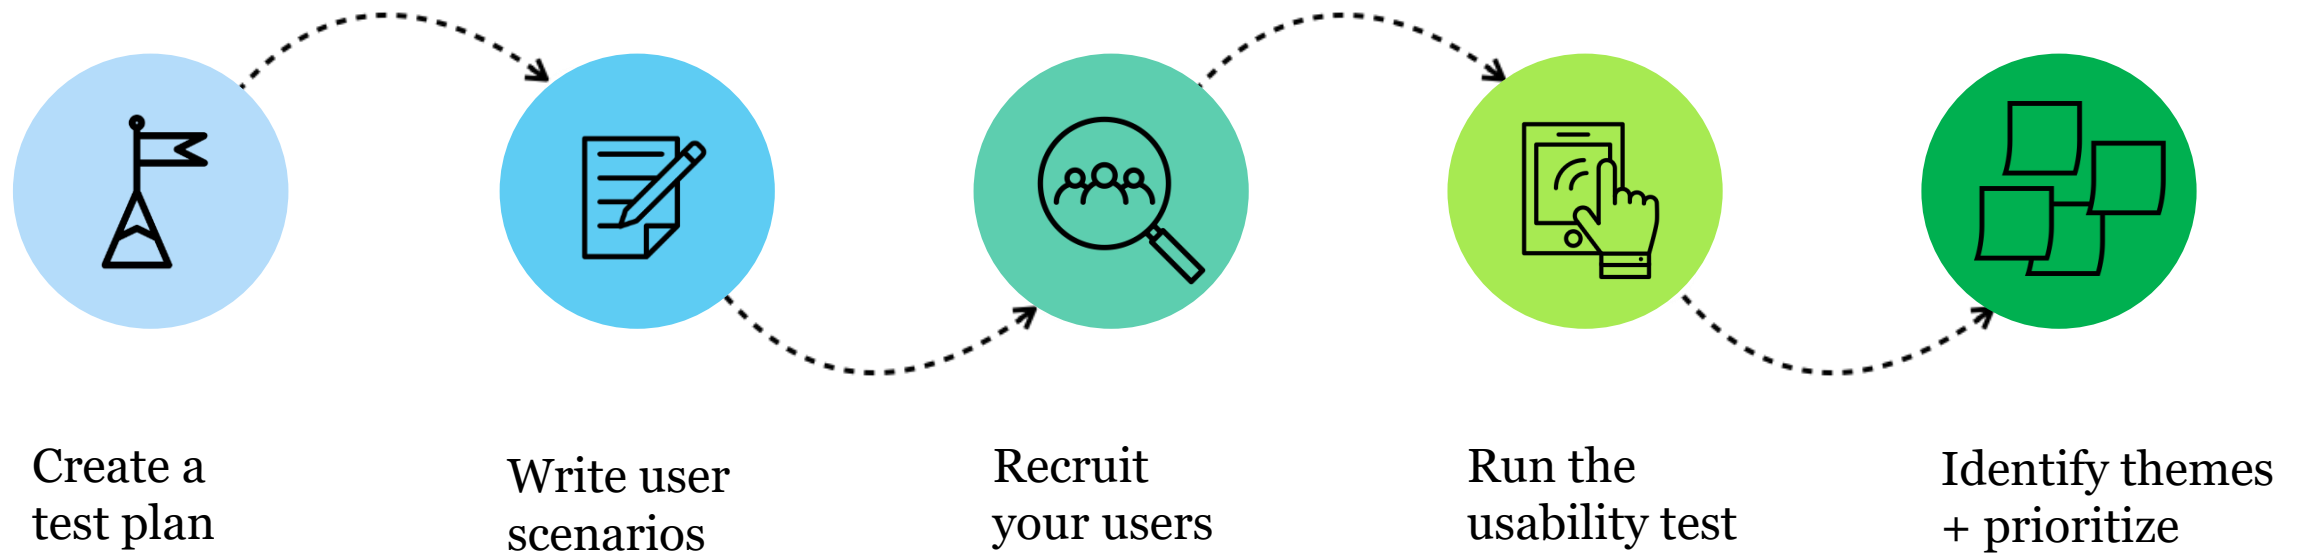 Create a
test plan
Write user
scenarios
Recruit
your users
Run the
usability test
Identify themes
+ prioritize